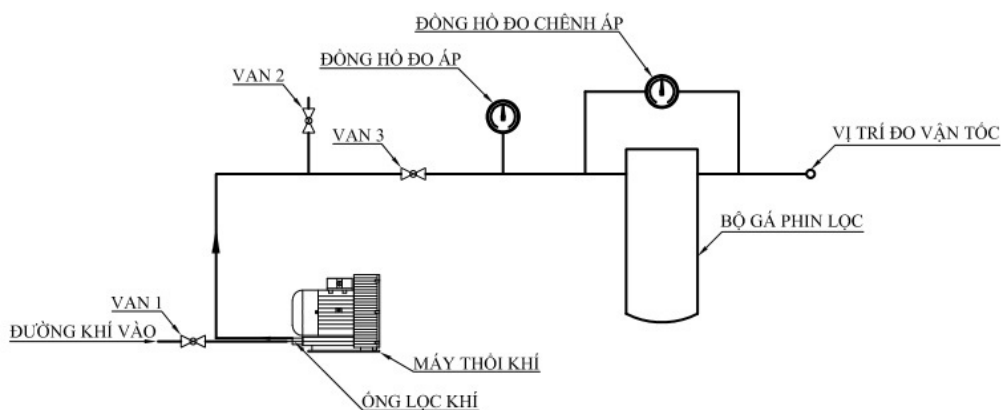 ĐỒNG HỒ ĐO CHÊNH ÁP
ĐỒNG HỒ ĐO ÁP
VAN 2
VAN 3
VỊ TRÍ ĐO VẬN TỐC
BỘ GÁ PHIN LỌC
VAN 1
ĐƯỜNG KHÍ VÀO
MÁY THỔI KHÍ
ỐNG LỌC KHÍ